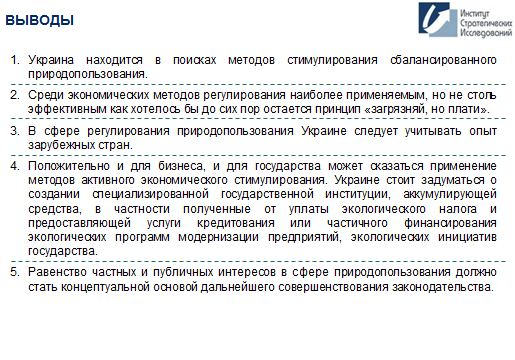 ВЫВОДЫ
Институт
Стратегических
Исследований
1. Украина находится в поисках методов стимулирования сбалансированного
природопользования.
2. Среди экономических методов регулирования наиболее применяемым, но не столь
эффективным как хотелось бы до сих пор остается принцип «загрязняй, но плати».
3. В сфере регулирования природопользования Украине следует учитывать опыт
зарубежных стран.
4. Положительно и для бизнеса, и для государства может сказаться применение
методов активного экономического стимулирования. Украине стоит задуматься о
создании специализированной государственной институции, аккумулирующей
средства, в частности полученные от уплаты экологического налога и
предоставляющей услуги кредитования или частичного финансирования
экологических программ модернизации предприятий, экологических инициатив
государства.
5. Равенство частных и публичных интересов в сфере природопользования должно
стать концептуальной основой дальнейшего совершенствования законодательства.